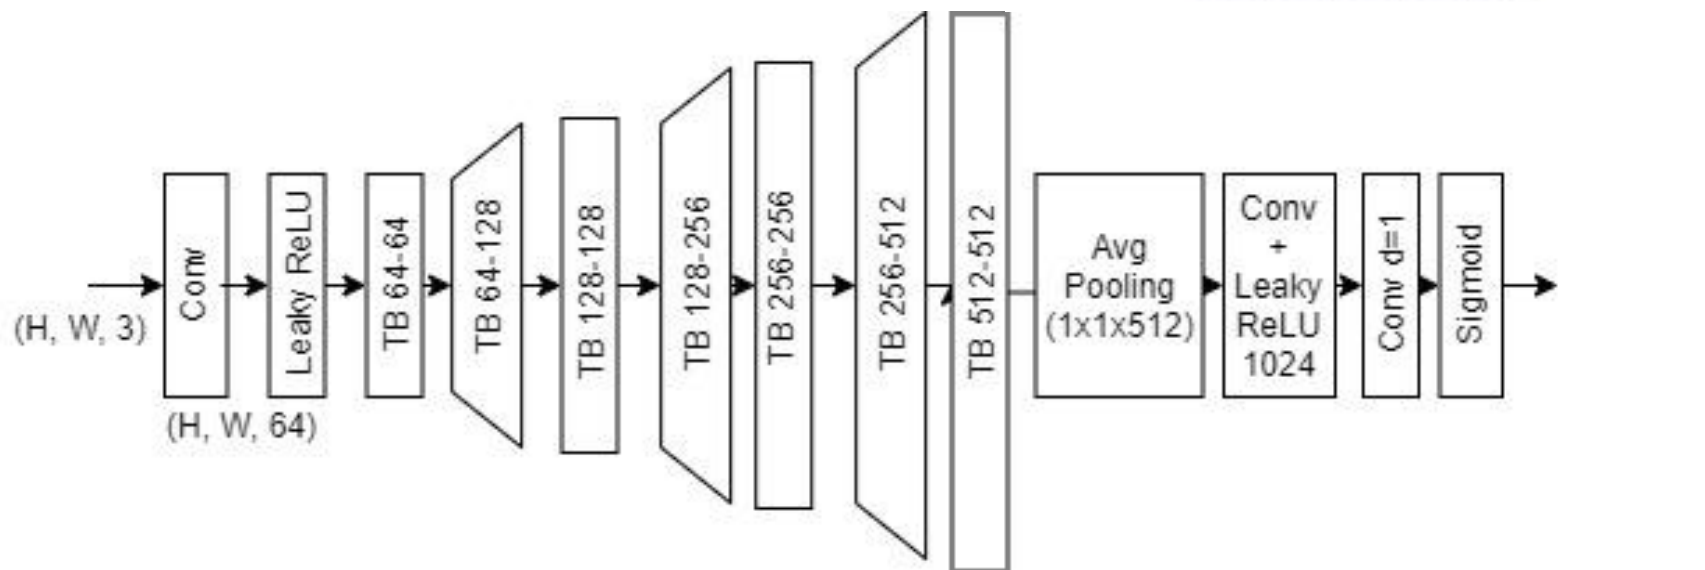 (H, W, 3)
Conv
(H, W, 64)
Leaky ReLU
TB 64-64
TB 64-128
TB 128-128
TB 128-256
TB 256-256
TB 256-512
TB 512-512
Avg
Pooling
(1x1x512)
Conv
+
Leaky
ReLU
1024
Conv d=1
Sigmoid